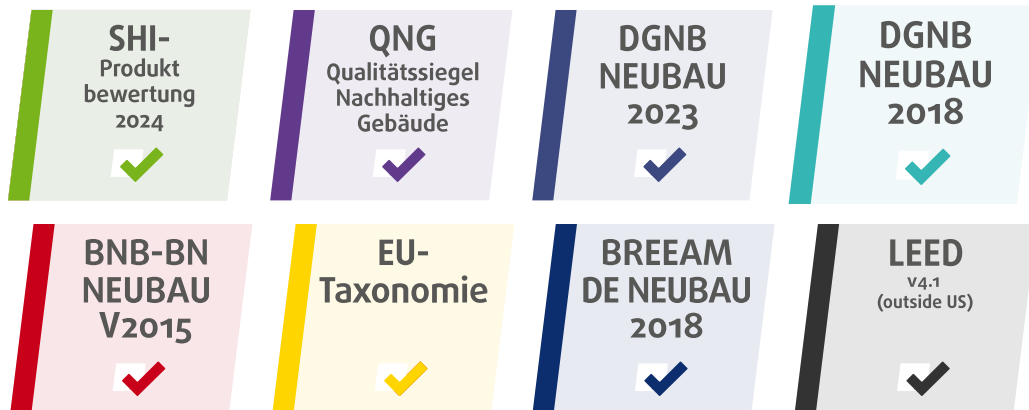 SHI-
Produkt
bewertung
2024
QNG
Qualitätssiegel
Nachhaltiges
Gebäude
DGNB
NEUBAU
2023
DGNB
NEUBAU
2018
BNB-BN
NEUBAU
V2015
EU-
Taxonomie
BREEAM
DE NEUBAU
2018
LEED
v4.1
(outside US)